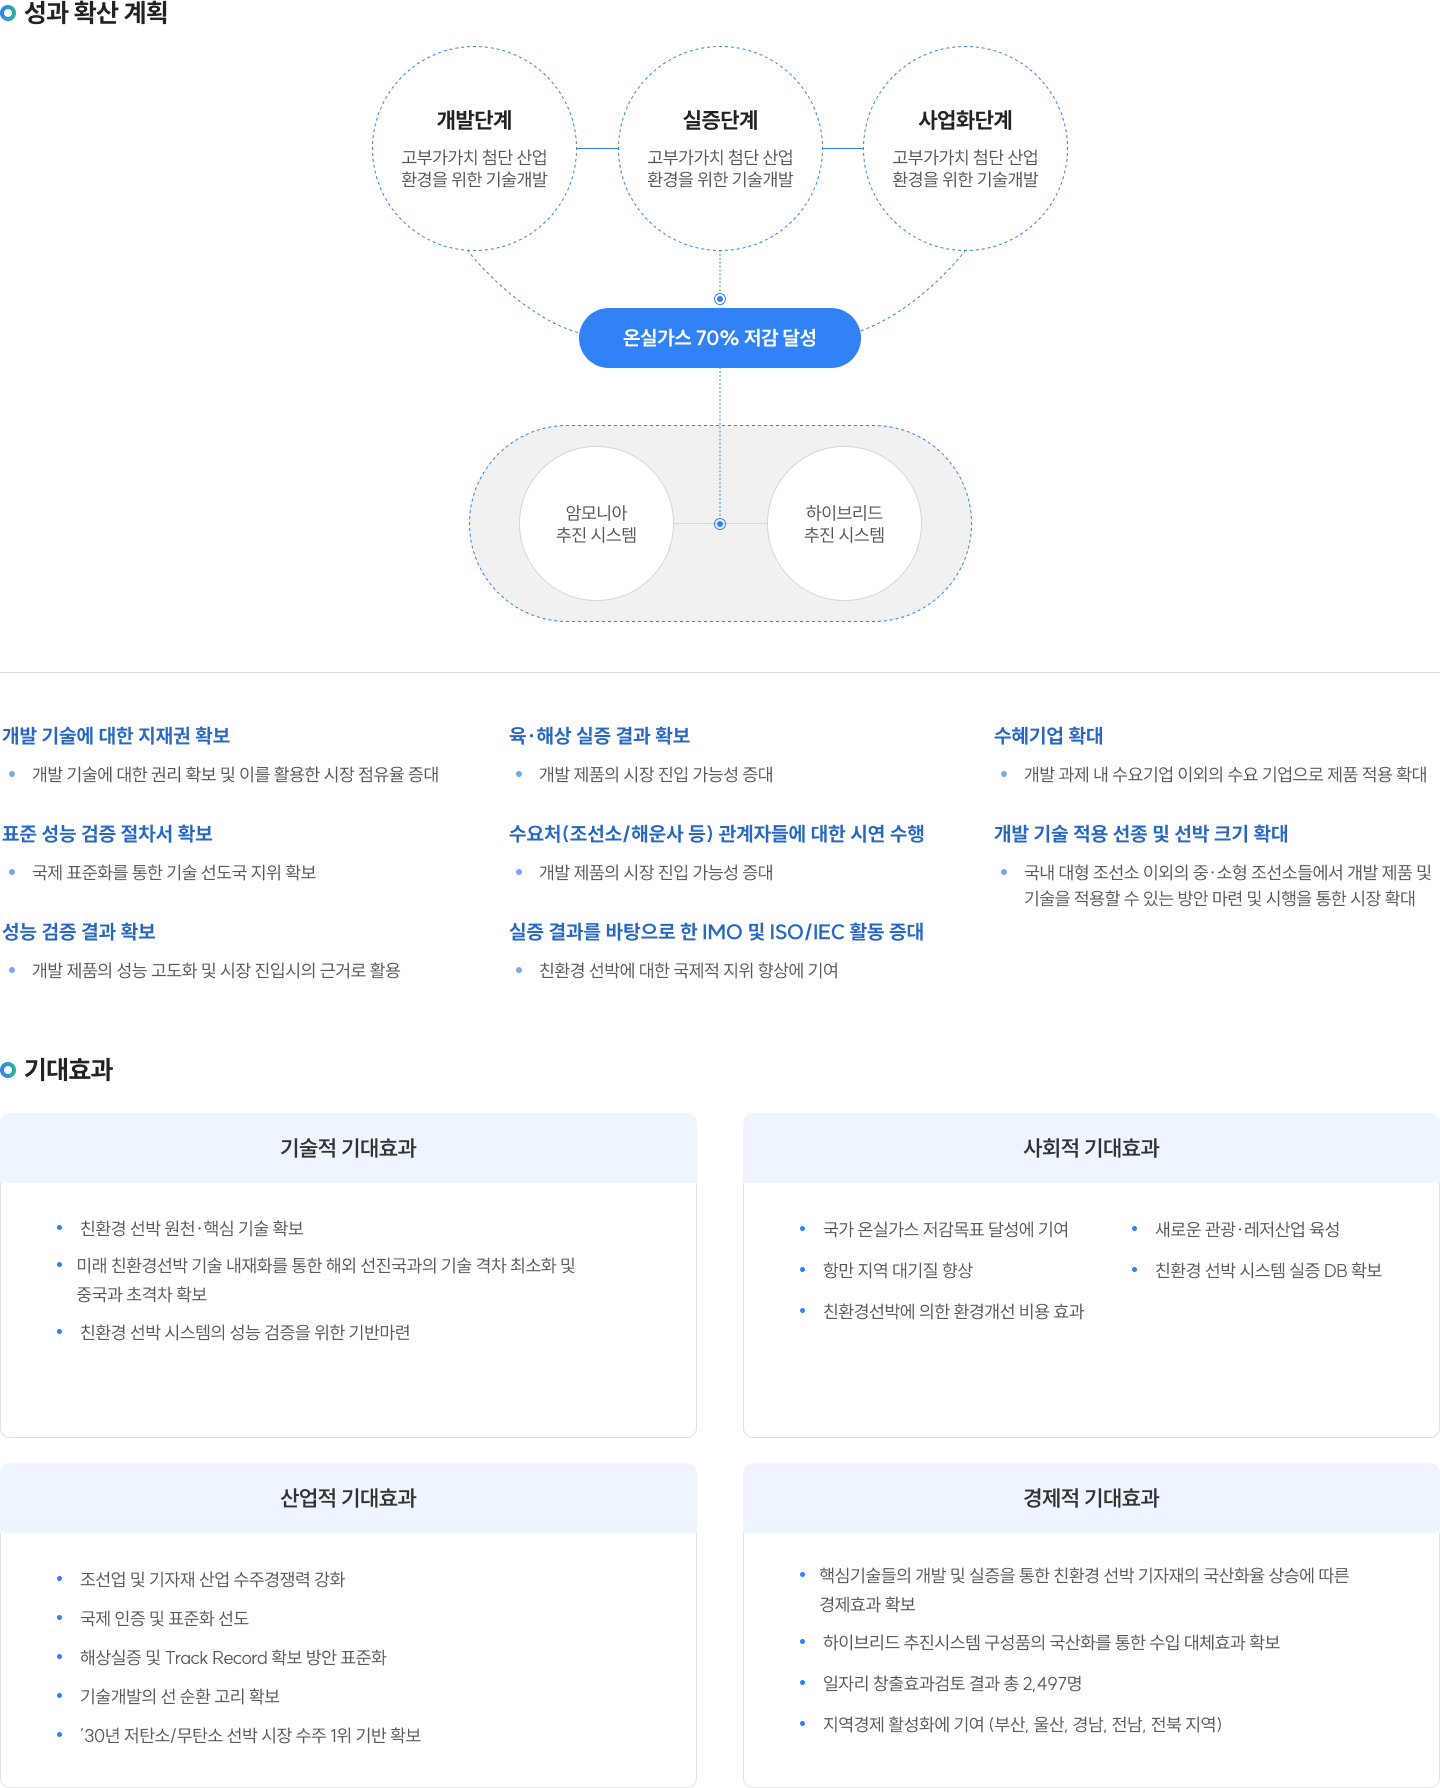 성과 확산 계획
개발단계
고부가가치 첨단 산업
환경을 위한 기술개발
실증단계
고부가가치 첨단 산업
환경을 위한 기술개발
사업화단계
고부가가치 첨단 산업
환경을 위한 기술개발
온실가스 70% 저감 달성
암모니아
추진 시스템
하이브리드
추진 시스템
개발 기술에 대한 지재권 확보
개발 기술에 대한 권리 확보 및 이를 활용한 시장 점유율 증대
표준 성능 검증 절차서 확보
국제 표준화를 통한 기술 선도국 지위 확보
성능 검증 결과 확보
개발 제품의 성능 고도화 및 시장 진입시의 근거로 활용
육·해상 실증 결과 확보
개발 제품의 시장 진입 가능성 증대
수요처(조선소/해운사 등) 관계자들에 대한 시연 수행
개발 제품의 시장 진입 가능성 증대
실증 결과를 바탕으로 한 IMO 및 ISO/IEC 활동 증대
친환경 선박에 대한 국제적 지위 향상에 기여
수혜기업 확대
개발 과제 내 수요기업 이외의 수요 기업으로 제품 적용 확대
개발 기술 적용 선종 및 선박 크기 확대
국내 대형 조선소 이외의 중·소형 조선소들에서 개발 제품 및
기술을 적용할 수 있는 방안 마련 및 시행을 통한 시장 확대
기대효과
기술적 기대효과
친환경 선박 원천·핵심 기술 확보
미래 친환경선박 기술 내재화를 통한 해외 선진국과의 기술 격차 최소화 및
중국과 초격차 확보
친환경 선박 시스템의 성능 검증을 위한 기반마련
사회적 기대효과
국가 온실가스 저감목표 달성에 기여
항만 지역 대기질 향상
친환경선박에 의한 환경개선 비용 효과
새로운 관광·레저산업 육성
친환경 선박 시스템 실증 DB 확보
산업적 기대효과
조선업 및 기자재 산업 수주경쟁력 강화
국제 인증 및 표준화 선도
해상실증 및 Track Record 확보 방안 표준화
기술개발의 선 순환 고리 확보
‘30년 저탄소/무탄소 선박 시장 수주 1위 기반 확보
경제적 기대효과
핵심기술들의 개발 및 실증을 통한 친환경 선박 기자재의 국산화율 상승에 따른
경제효과 확보
하이브리드 추진시스템 구성품의 국산화를 통한 수입 대체효과 확보
일자리 창출효과검토 결과 총 2,497명
지역경제 활성화에 기여 (부산, 울산, 경남, 전남, 전북 지역)